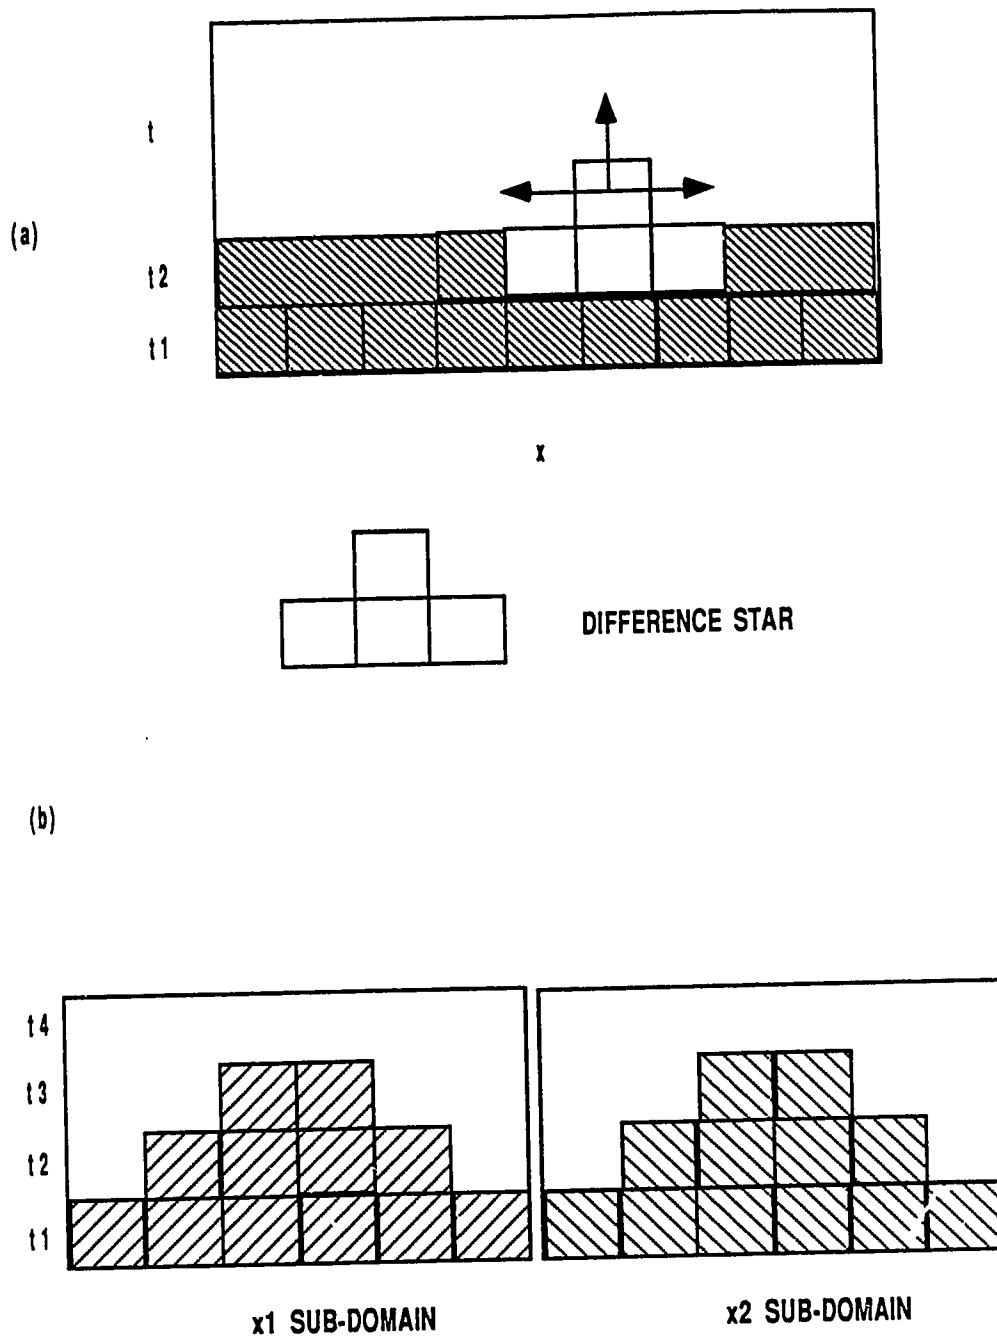 t
(a)
t2
t1
x
DIFFERENCE STAR
(b)
t4
t3
t2
t1
x1 SUB-DOMAIN
x2 SUB-DOMAIN